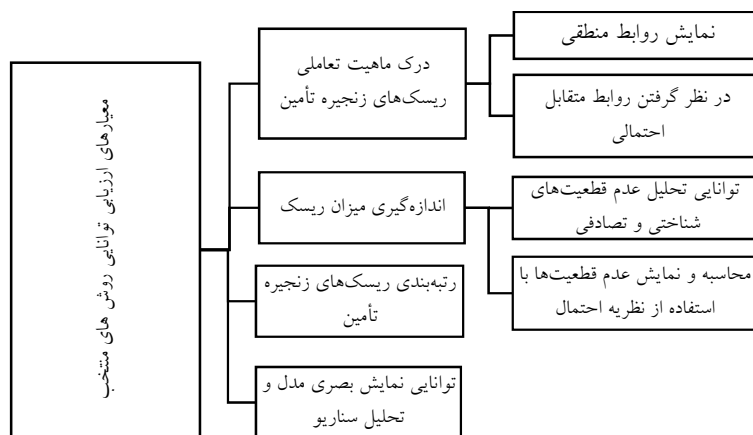 معیارهای ارزیابی توانایی روش های منتخب
درک ماهیت تعاملی
ریسک‌های زنجیره تأمین
نمایش روابط منطقی
در نظر گرفتن روابط متقابل
احتمالی
اندازه‌گیری میزان ریسک
توانایی تحلیل عدم قطعیت‌های
شناختی و تصادفی
محاسبه و نمایش عدم قطعیت‌ها با
استفاده از نظریه احتمال
رتبه‌بندی ریسک‌های زنجیره
تأمین
توانایی نمایش بصری مدل و
تحلیل سناریو